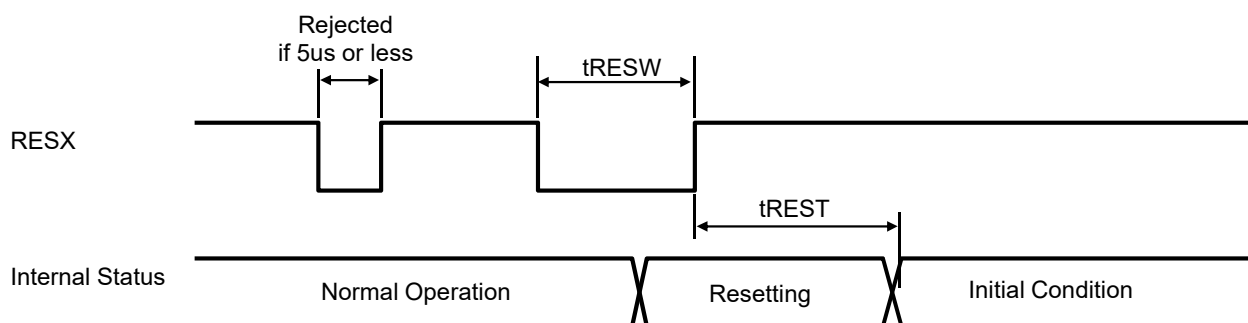 Rejected
if 5us or less
tRESW
RESX
tREST
Internal Status
Normal Operation
Resetting
Initial Condition